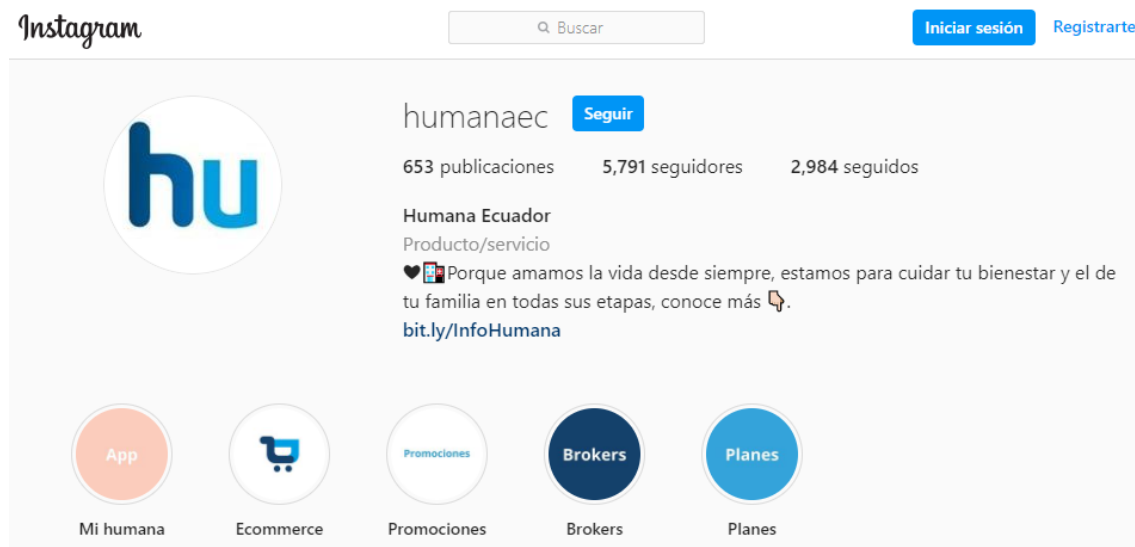 Instagram
Buscar
Iniciar sesión
Registrarte
hu
humanaec
Seguir
653 publicaciones
5,791 seguidores
2,984 seguidos
Humana Ecuador
Producto/servicio
🖤🏥Porque amamos la vida desde siempre, estamos para cuidar tu bienestar y el de
tu familia en todas sus etapas, conoce más 👇🏻.
bit.ly/InfoHumana
App
Promociones
Brokers
Planes
Mi humana
Ecommerce
Promociones
Brokers
Planes